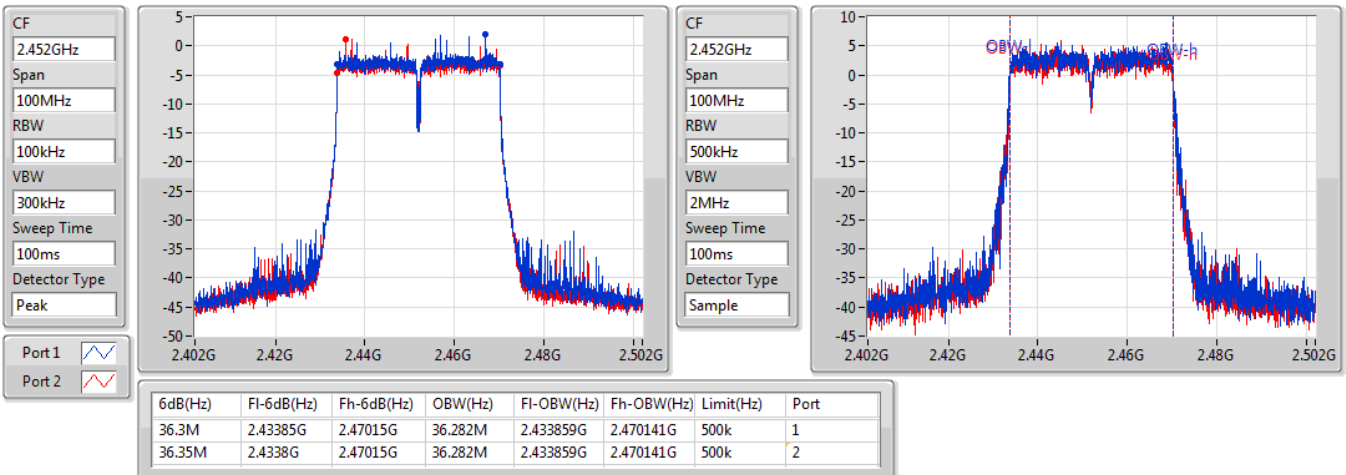 CF
2.452GHz
Span
100MHz
RBW
100kHz
VBW
300kHz
Sweep Time
100ms
Detector Type
Peak
Port 1
Port 2
5
0
-5
-10
-15
-20
-25
-30
-35
-40
-45
-50
2.402G 2.42G 2.44G 2.46G 2.48G 2.502G
CF
2.452GHz
Span
100MHz
RBW
500kHz
VBW
2MHz
Sweep Time
100ms
Detector Type
Sample
10
5
0
-5
-10
-15
-20
-25
-30
-35
-40
-45
OBW-h
2.402G 2.42G 2.44G 2.46G 2.48G 2.502G
6dB(Hz) Fl-6dB(Hz) Fh-6dB(Hz) OBW(Hz) Fl-OBW(Hz) Fh-OBW(Hz) Limit(Hz) Port
36.3M 2.43385G 2.47015G 36.282M 2.433859G 2.470141G 500k 1
36.35M 2.4338G 2.47015G 36.282M 2.433859G 2.470141G 500k 2